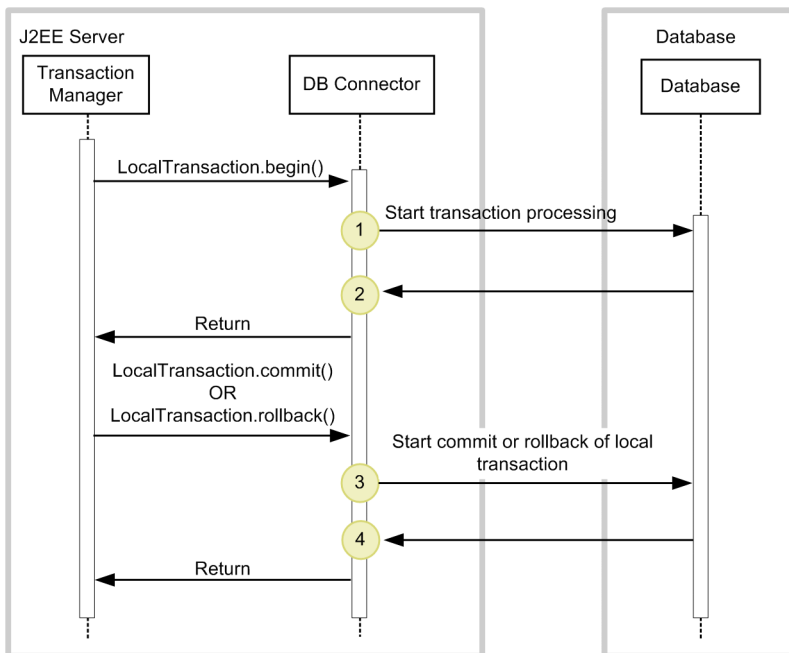 J2EE Server
Database
Transaction
Manager
DB Connector
Database
LocalTransaction.begin()
Start transaction processing
1
2
Return
LocalTransaction.commit()
OR
LocalTransaction.rollback()
Start commit or rollback of local
transaction
3
4
Return